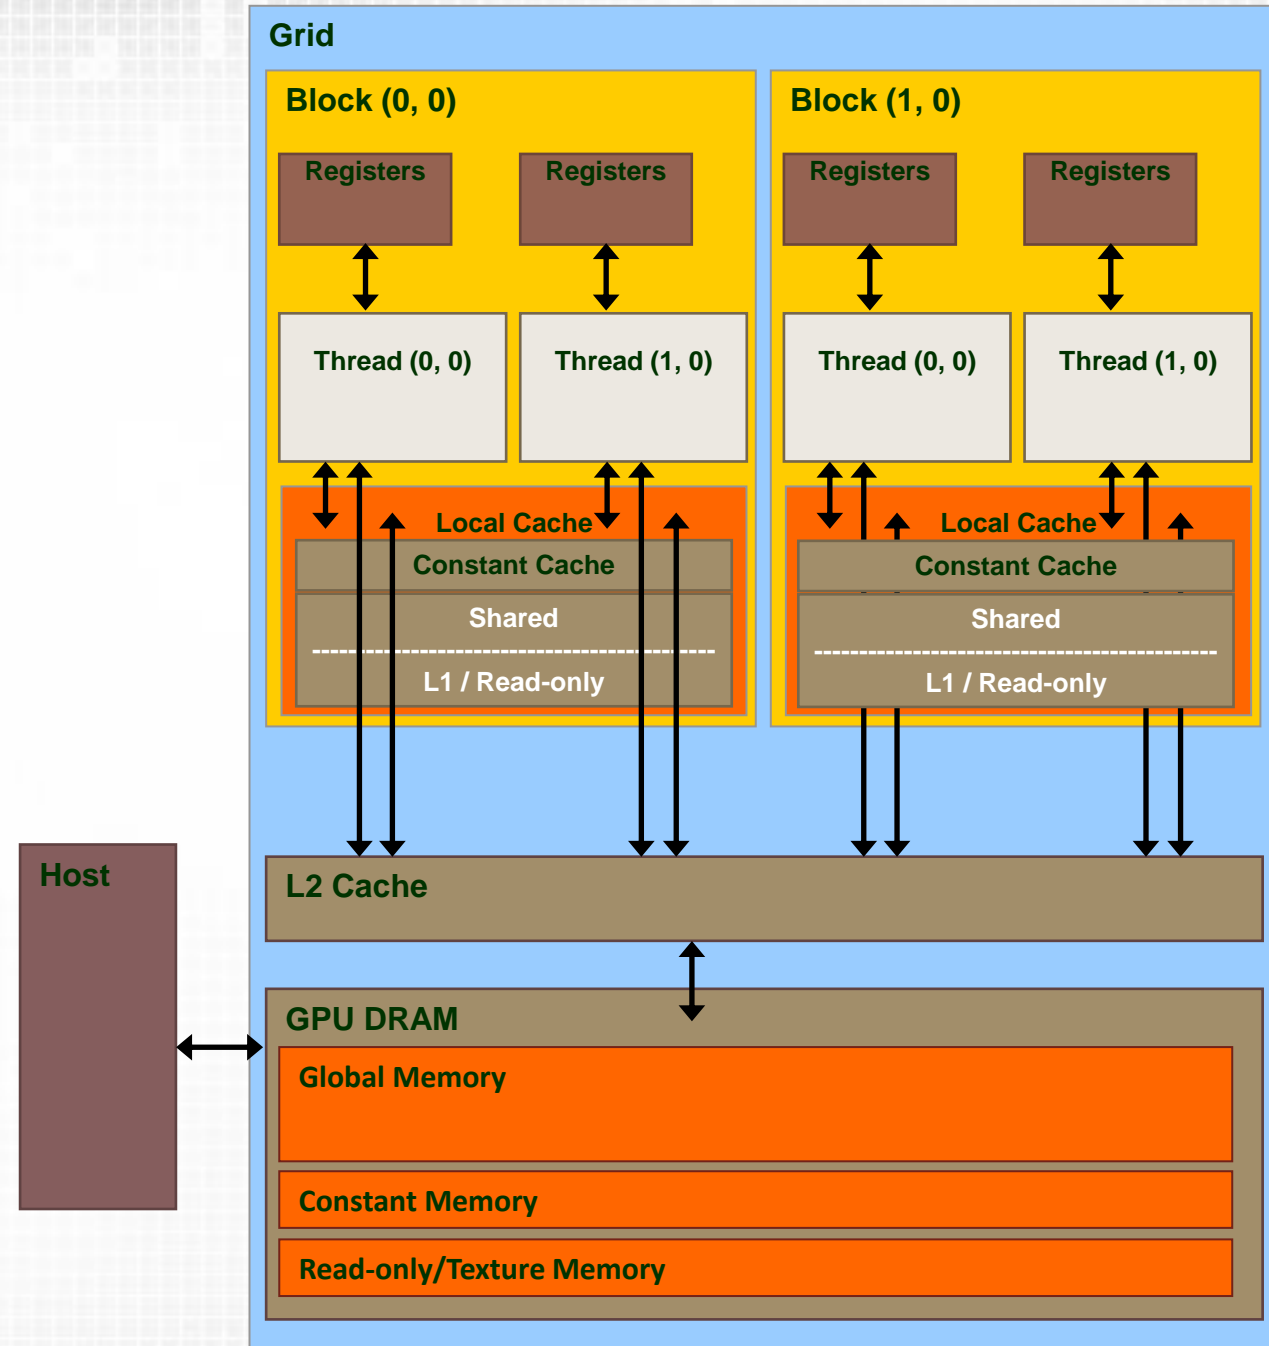 Grid
Block (0, 0)
Registers
Registers
Thread (0, 0)
Thread (1, 0)
Local Cache
Constant Cache
Shared
L1 / Read-only
Block (1, 0)
Registers
Registers
Thread (0, 0)
Thread (1, 0)
Local Cache
Constant Cache
Shared
L1 / Read-only
Host
L2 Cache
GPU DRAM
Global Memory
Constant Memory
Read-only/Texture Memory